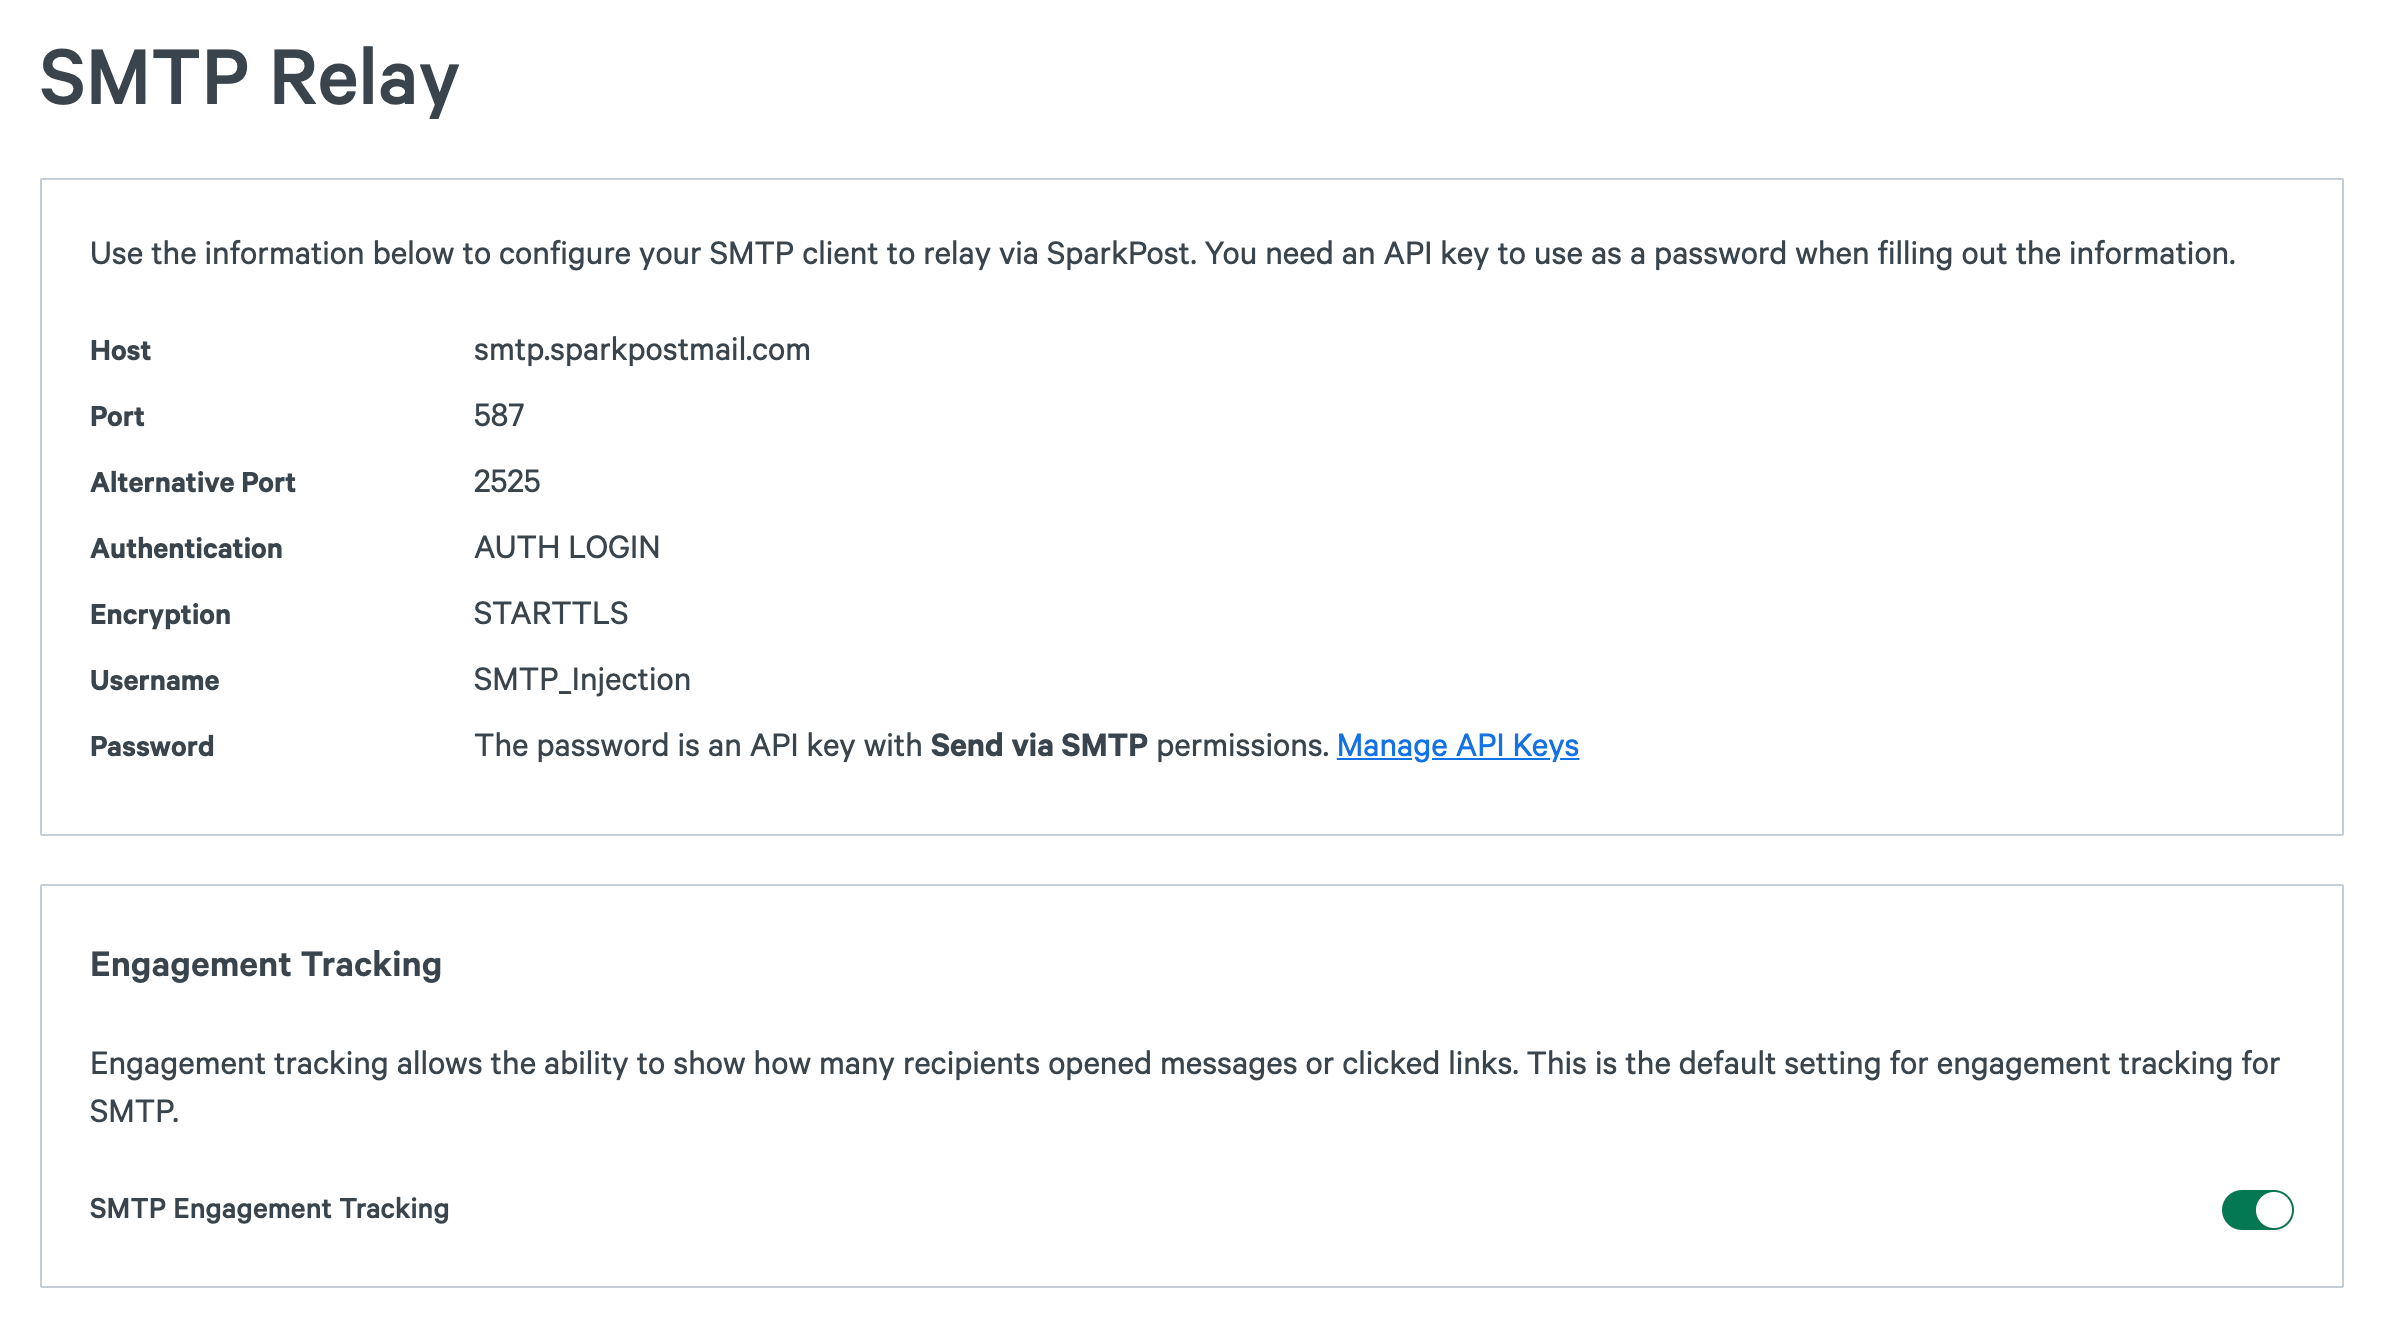 SMTP Relay
Use the information below to configure your SMTP client to relay via SparkPost. You need an API key to use as a password when filling out the information.
Host smtp.sparkpostmail.com
Port 587
Alternative Port 2525
Authentication AUTH LOGIN
Encryption STARTTLS
Username SMTP_Injection
Password The password is an API key with Send via SMTP permissions. Manage API Keys
Engagement Tracking
Engagement tracking allows the ability to show how many recipients opened messages or clicked links. This is the default setting for engagement tracking for
SMTP.
SMTP Engagement Tracking